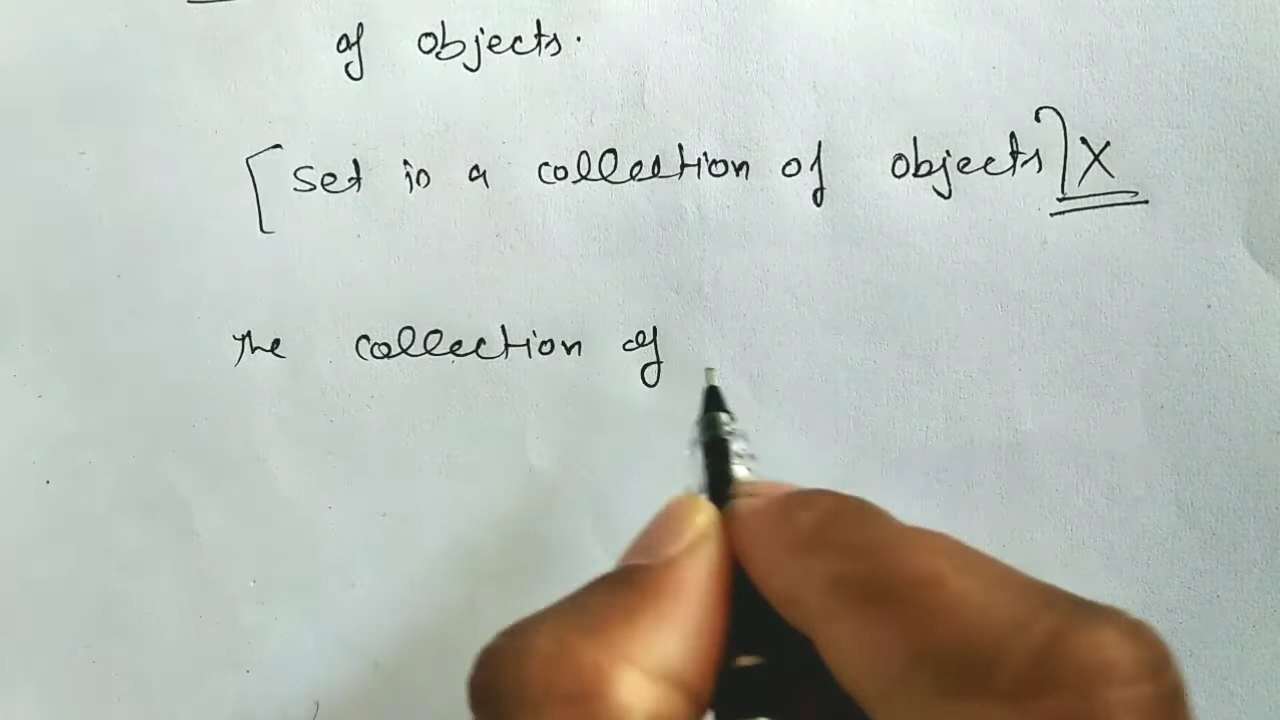 of objects.
[set is a collection of objects] X
The collection of